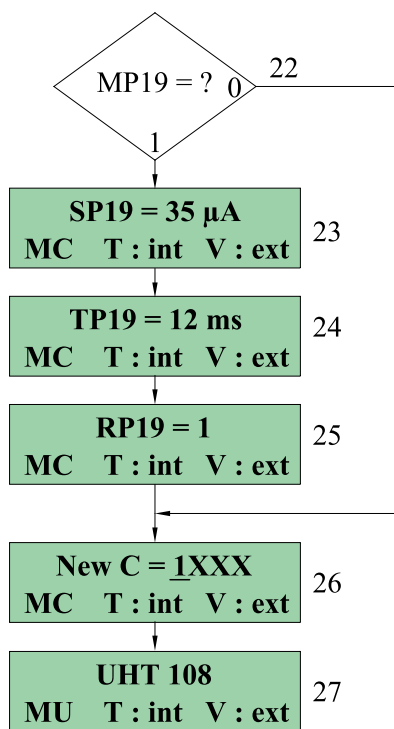 22
MP19 = ? 0
1
SP19 = 35 µA
MC T : int V : ext
23
TP19 = 12 ms
MC T : int V : ext
24
RP19 = 1
MC T : int V : ext
25
New C = 1XXX
MC T : int V : ext
26
UHT 108
MU T : int V : ext
27